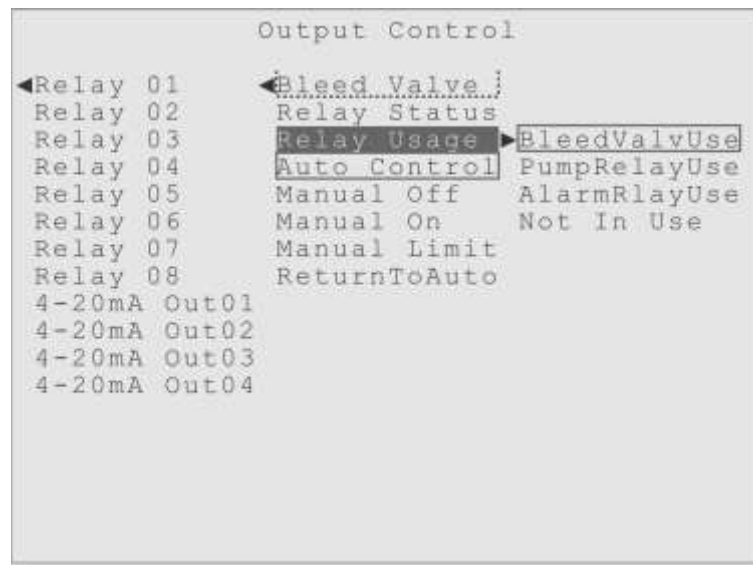 Output Control
Relay 01 Bleed Valve
Relay 02 Relay Status
Relay 03 Relay Usage BleedValvUse
Relay 04 Auto Control PumpRelayUse
Relay 05 Manual Off AlarmRlayUse
Relay 06 Manual On Not In Use
Relay 07 Manual Limit
Relay 08 ReturnToAuto
4-20mA Out01
4-20mA Out02
4-20mA Out03
4-20mA Out04